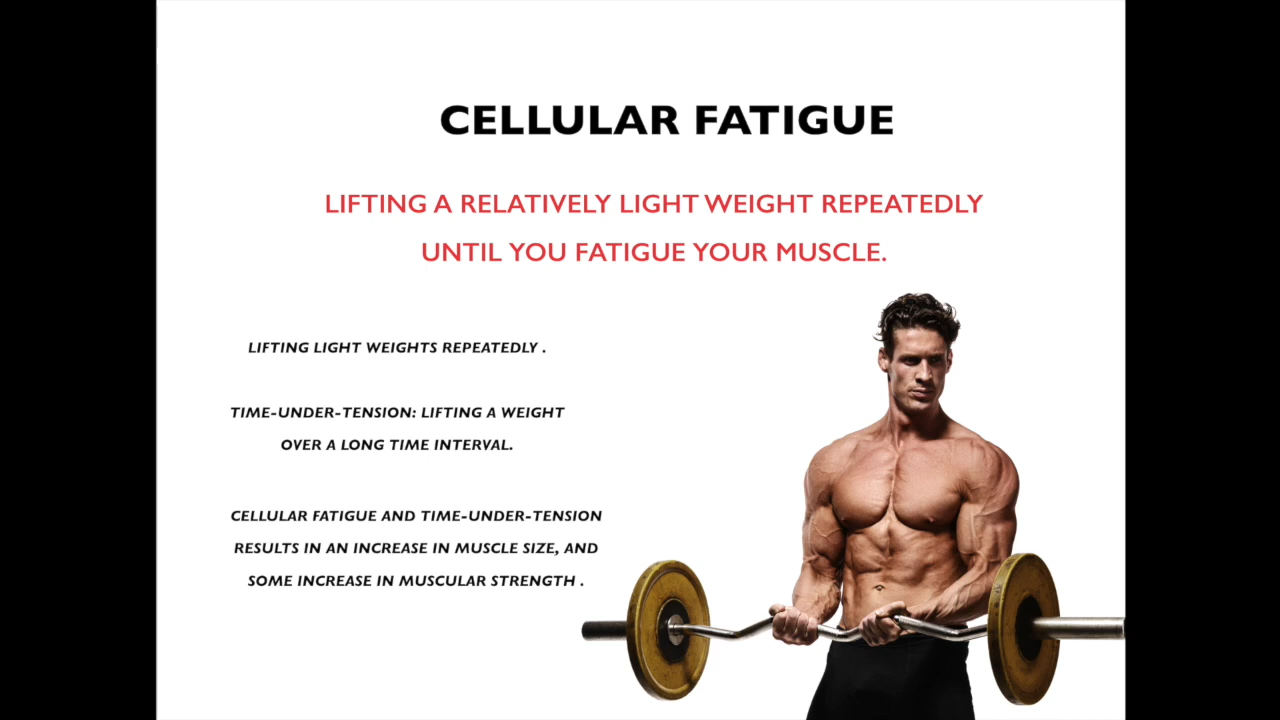 CELLULAR FATIGUE
LIFTING A RELATIVELY LIGHT WEIGHT REPEATEDLY
UNTIL YOU FATIGUE YOUR MUSCLE.
LIFTING LIGHT WEIGHTS REPEATEDLY .
TIME-UNDER-TENSION: LIFTING A WEIGHT
OVER A LONG TIME INTERVAL.
CELLULAR FATIGUE AND TIME-UNDER-TENSION
RESULTS IN AN INCREASE IN MUSCLE SIZE, AND
SOME INCREASE IN MUSCULAR STRENGTH .